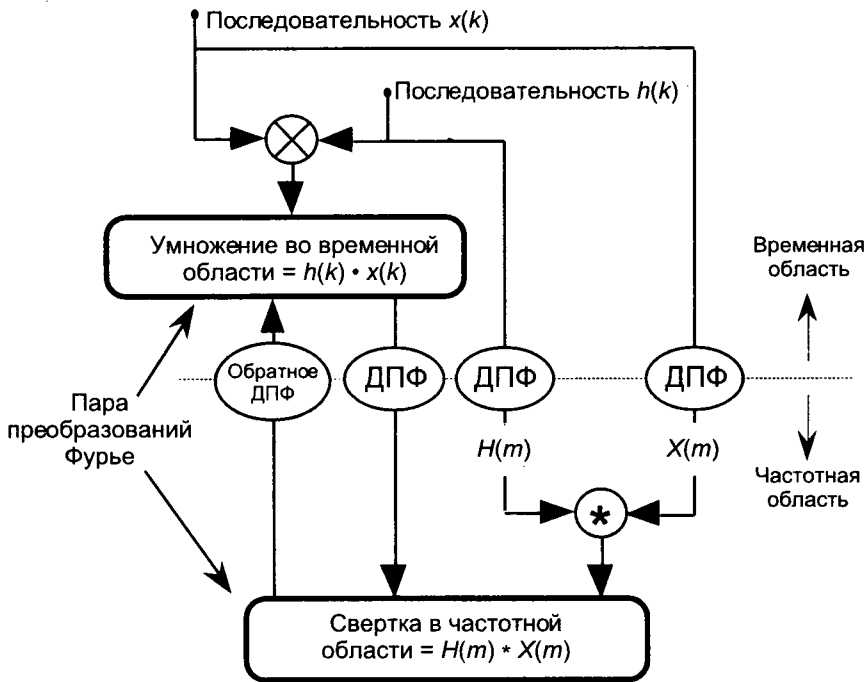 Последовательность x(k)
Последовательность h(k)
Умножение во временной
области = h(k) • x(k)
Временная
область
Обратное
ДПФ
ДПФ
ДПФ
ДПФ
Пара
преобразований
Фурье
H(m)
X(m)
Частотная
область
*
Свертка в частотной
области = H(m) * X(m)